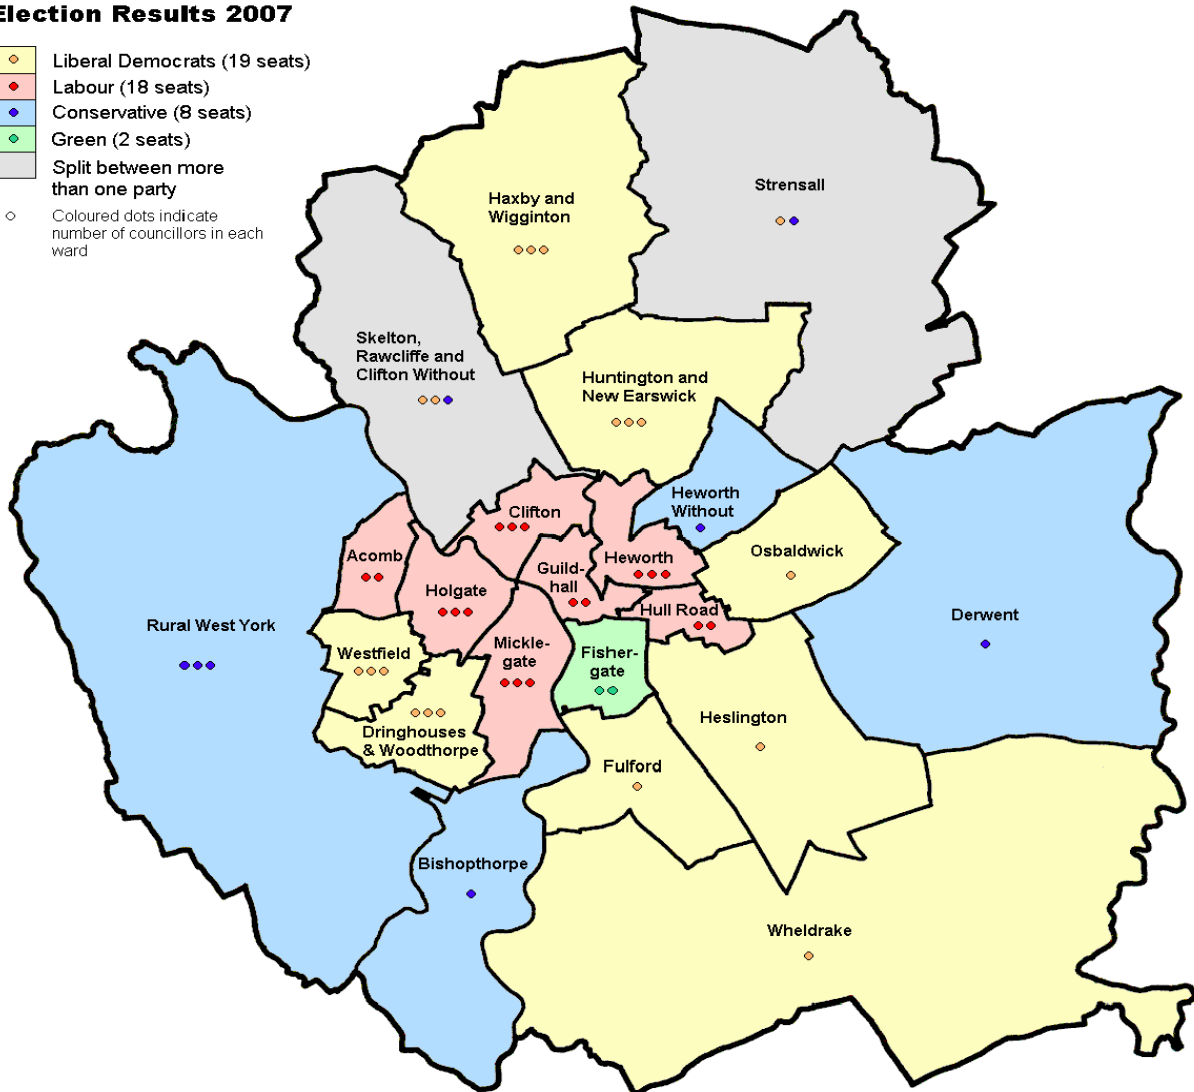 Election Results 2007
Liberal Democrats (19 seats)
Labour (18 seats)
Conservative (8 seats)
Green (2 seats)
Split between more
than one party
Coloured dots indicate
number of councillors in each
ward
Strensall
Haxby and
Wigginton
Skelton,
Rawcliffe and
Clifton Without
Huntington and
New Earswick
Heworth
Without
Clifton
Osbaldwick
Acomb
Heworth
Guild-
hall
Holgate
Hull Road
Derwent
Rural West York
Westfield
Mickle-
gate
Fisher-
gate
Heslington
Dringhouses
& Woodthorpe
Fulford
Bishopthorpe
Wheldrake